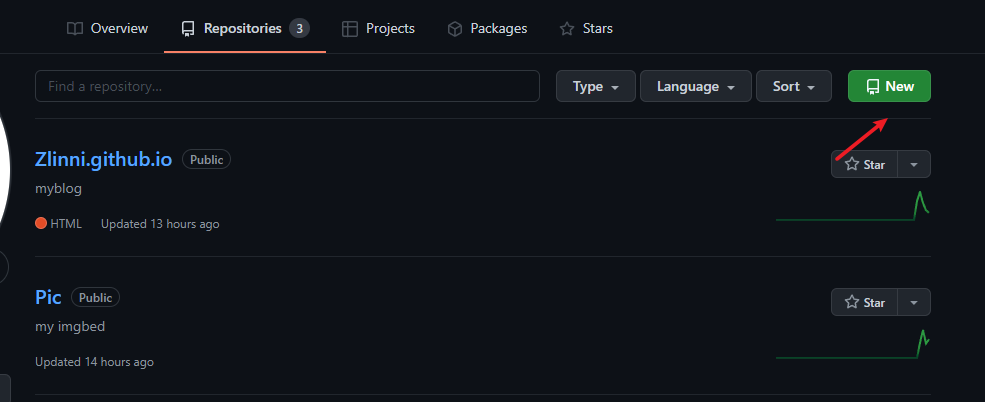 Overview Repositories 3 Projects Packages Stars
Find a repository... Type Language Sort New
Zlinni.github.io Public
Star
myblog
HTML Updated 13 hours ago
Pic Public
Star
my imgbed
Updated 14 hours ago